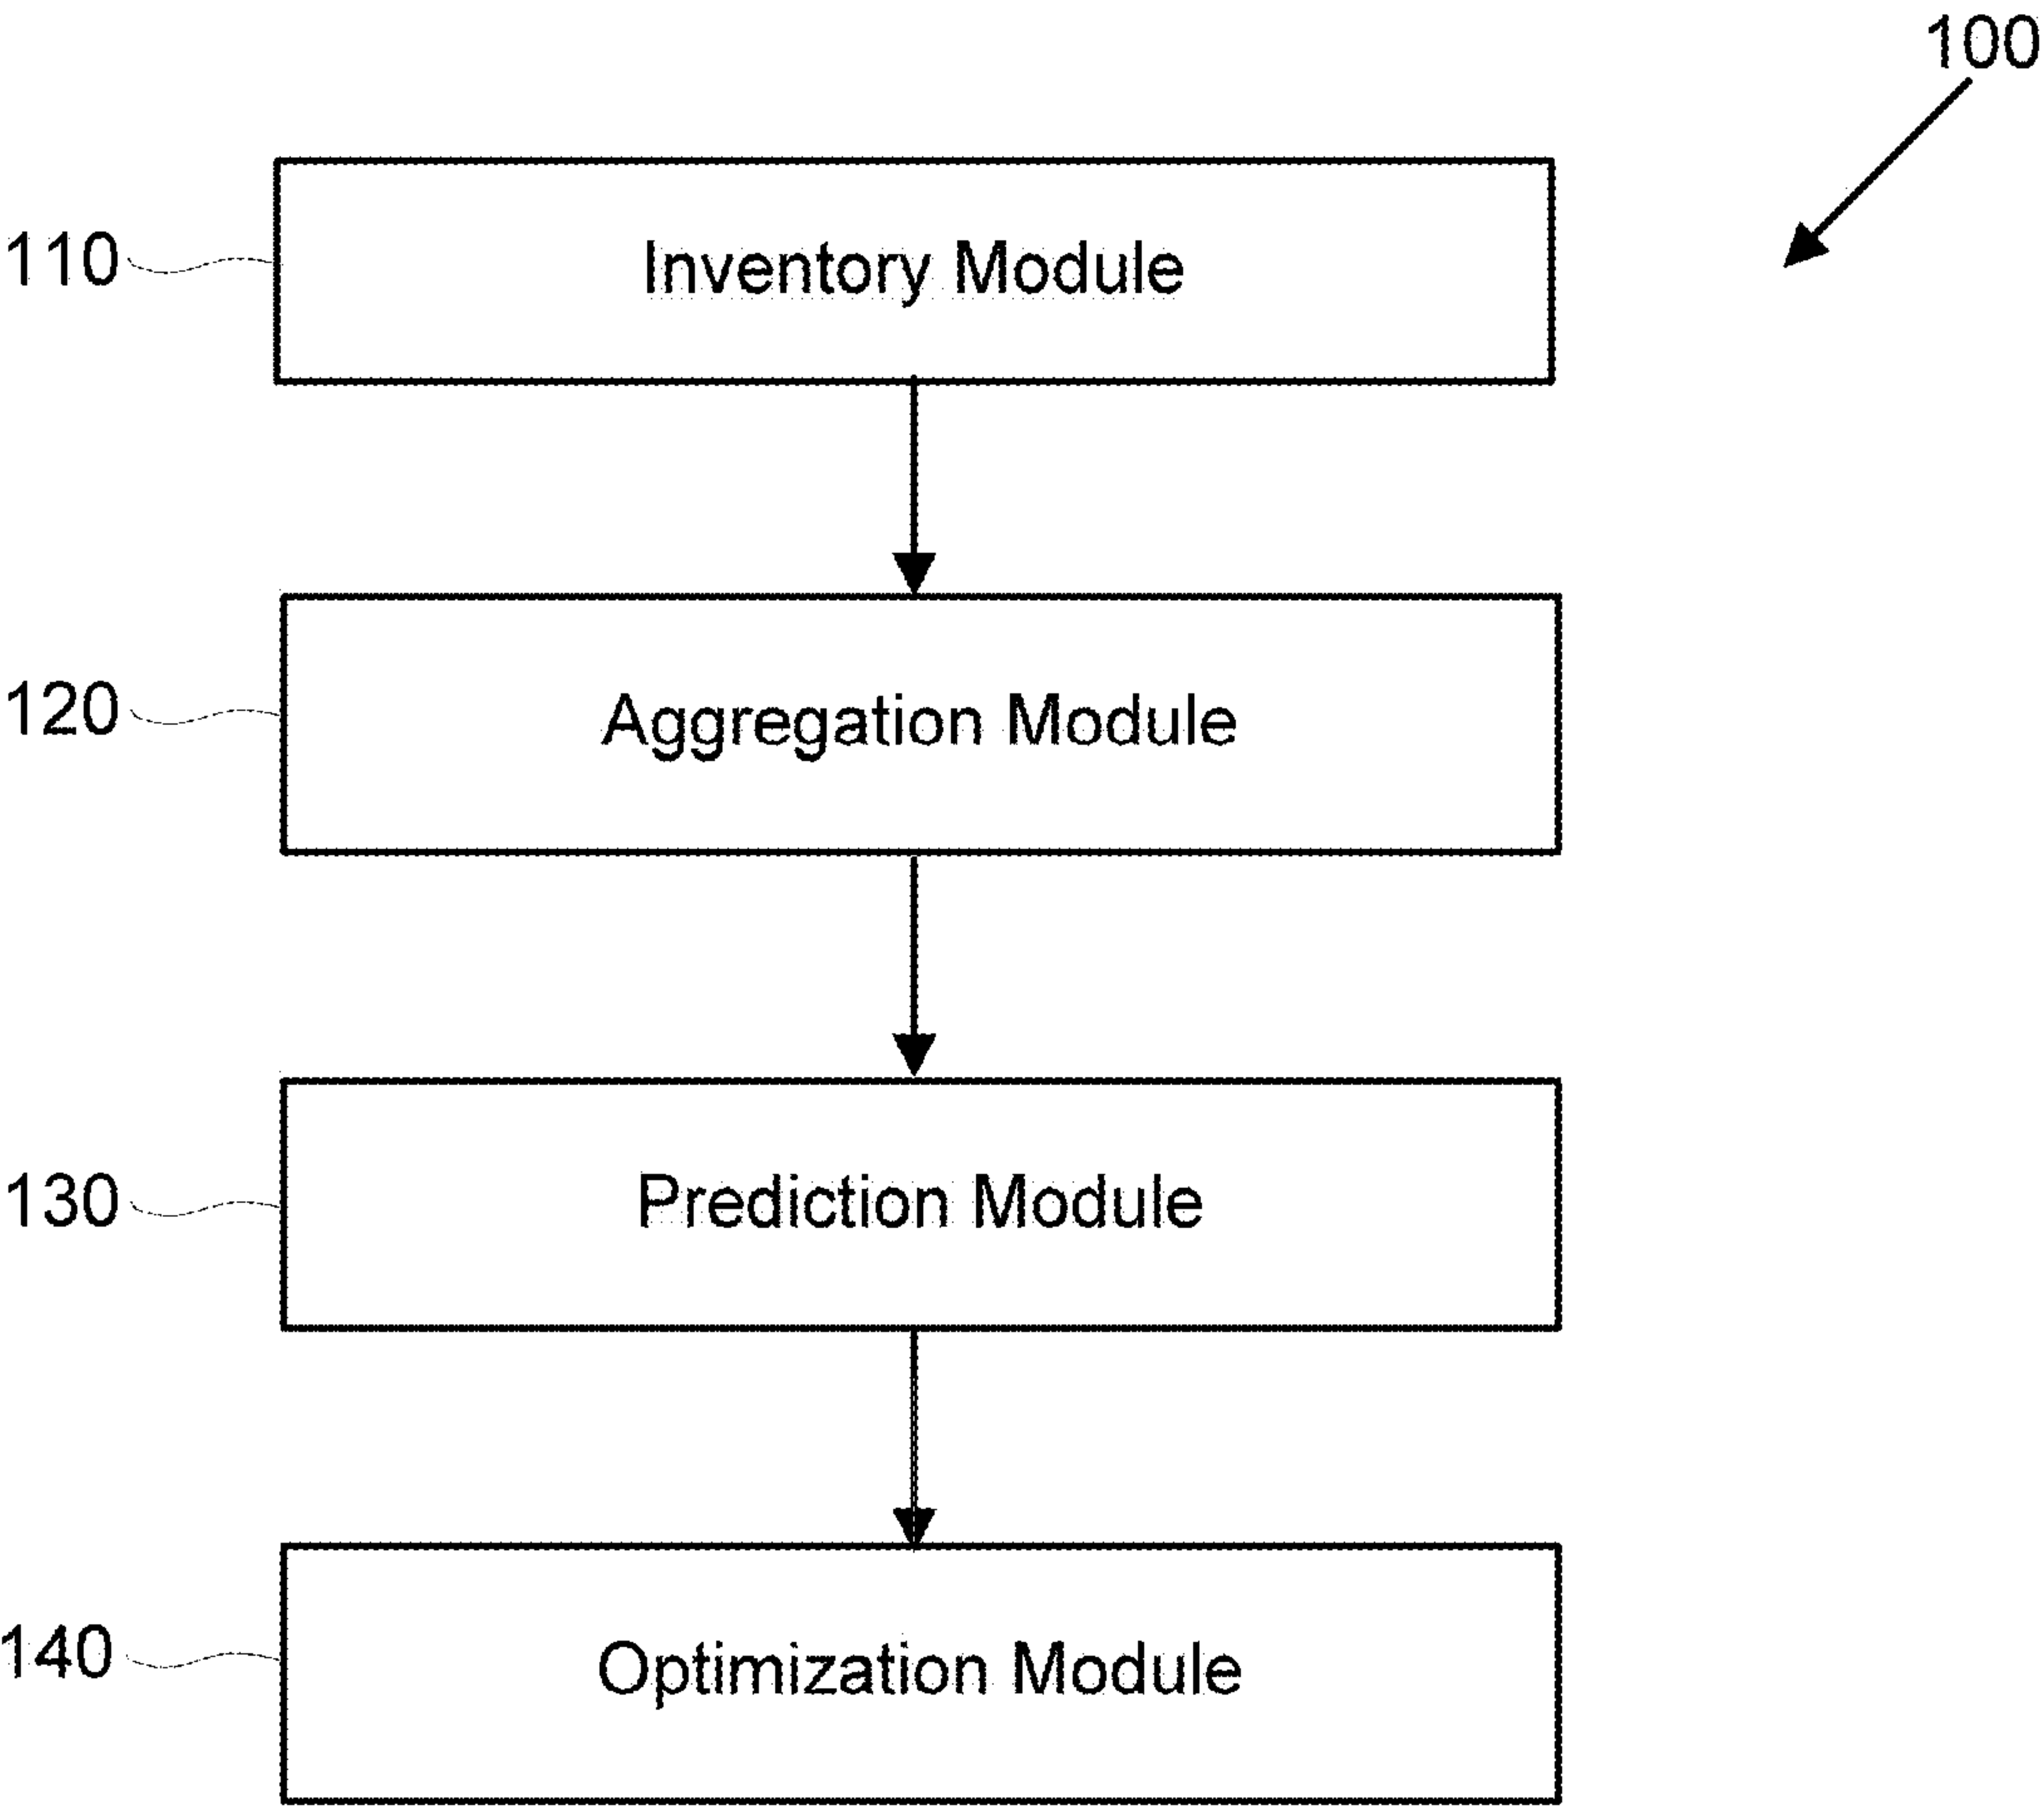 100
110 Inventory Module
120 Aggregation Module
130 Prediction Module
140 Optimization Module